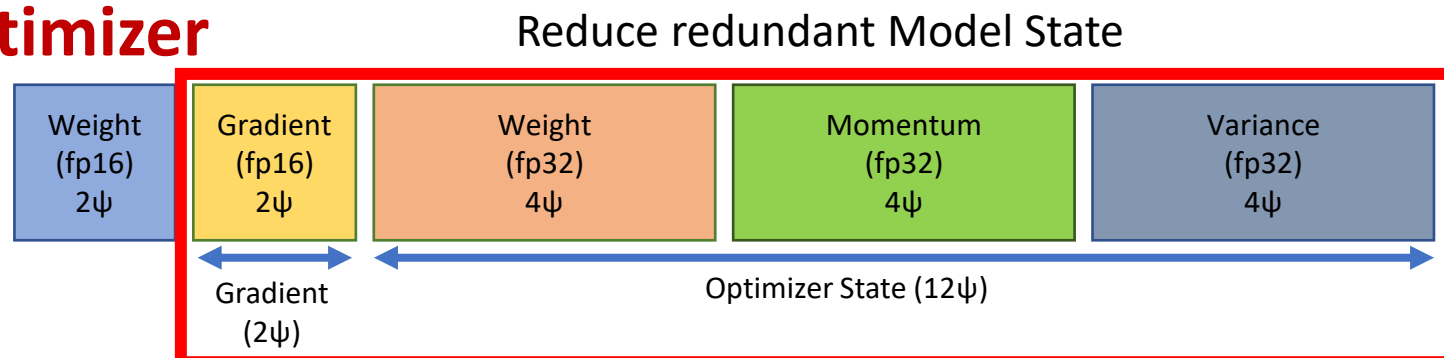 timizer
Reduce redundant Model State
Weight
(fp16)
2ψ
Gradient
(fp16)
2ψ
Weight
(fp32)
4ψ
Momentum
(fp32)
4ψ
Variance
(fp32)
4ψ
Gradient
(2ψ)
Optimizer State (12ψ)